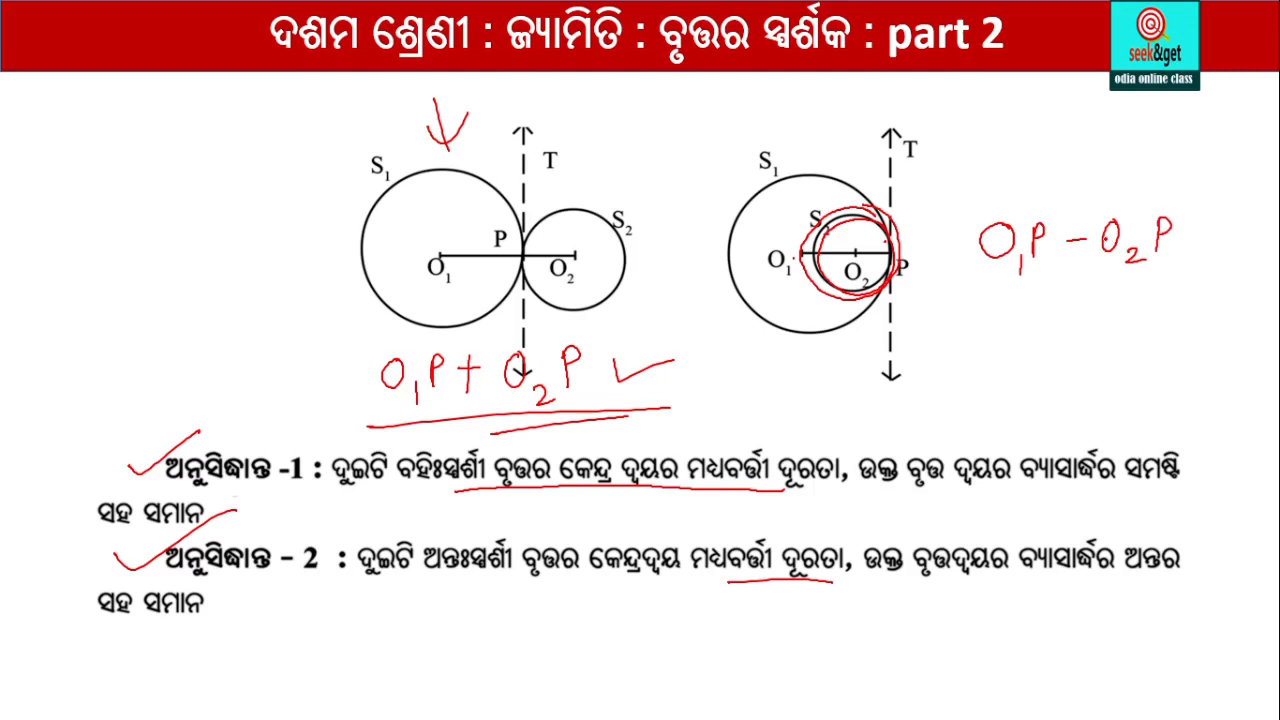 ଦଶମ ଶ୍ରେଣୀ : ଜ୍ୟାମିତି : ବୃତ୍ତର ସ୍ପର୍ଶକ : part 2
seek&get
odia online class
S₁ T S₂ P O₁ O₂
S₁ T S₂ O₁ O₂ P
O₁P − O₂P
O₁P + O₂P
ଅନୁସିଦ୍ଧାନ୍ତ -1 : ଦୁଇଟି ବହିଃସ୍ପର୍ଶୀ ବୃତ୍ତର କେନ୍ଦ୍ର ଦ୍ୱୟର ମଧ୍ୟବର୍ତ୍ତୀ ଦୂରତା, ଉକ୍ତ ବୃତ୍ତ ଦ୍ୱୟର ବ୍ୟାସାର୍ଦ୍ଧର ସମଷ୍ଟି
ସହ ସମାନ
ଅନୁସିଦ୍ଧାନ୍ତ – 2 : ଦୁଇଟି ଅନ୍ତଃସ୍ପର୍ଶୀ ବୃତ୍ତର କେନ୍ଦ୍ରଦ୍ୱୟ ମଧ୍ୟବର୍ତ୍ତୀ ଦୂରତା, ଉକ୍ତ ବୃତ୍ତଦ୍ୱୟର ବ୍ୟାସାର୍ଦ୍ଧର ଅନ୍ତର
ସହ ସମାନ